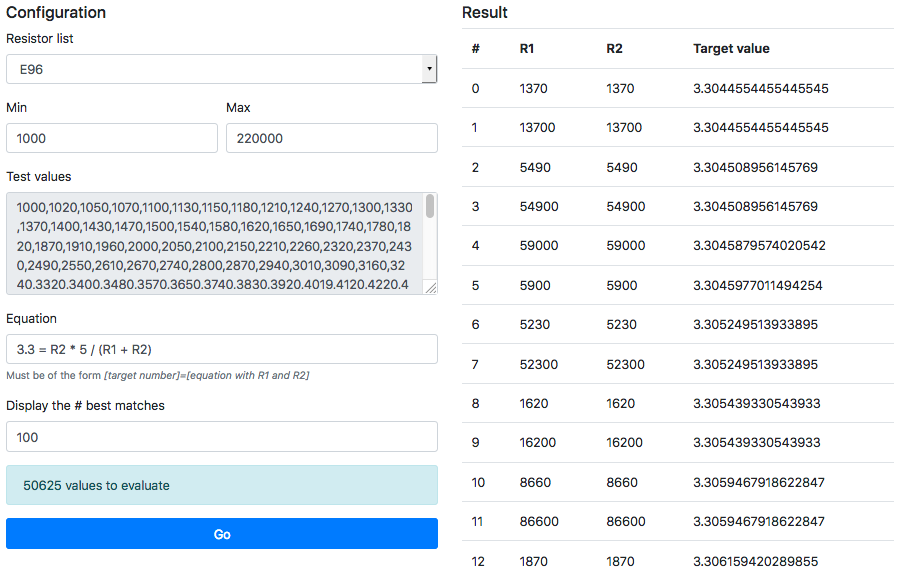 Configuration
Resistor list
E96
Min
Max
1000
220000
Test values
1000,1020,1050,1070,1100,1130,1150,1180,1210,1240,1270,1300,1330
,1370,1400,1430,1470,1500,1540,1580,1620,1650,1690,1740,1780,18
20,1870,1910,1960,2000,2050,2100,2150,2210,2260,2320,2370,243
0,2490,2550,2610,2670,2740,2800,2870,2940,3010,3090,3160,32
40,3320,3400,3480,3570,3650,3740,3830,3920,4019,4120,4220,4
Equation
3.3 = R2 * 5 / (R1 + R2)
Must be of the form [target number]=[equation with R1 and R2]
Display the # best matches
100
50625 values to evaluate
Go
Result
# R1 R2 Target value
0 1370 1370 3.3044554455445545
1 13700 13700 3.3044554455445545
2 5490 5490 3.304508956145769
3 54900 54900 3.304508956145769
4 59000 59000 3.3045879574020542
5 5900 5900 3.3045977011494254
6 5230 5230 3.305249513933895
7 52300 52300 3.305249513933895
8 1620 1620 3.305439330543933
9 16200 16200 3.305439330543933
10 8660 8660 3.3059467918622847
11 86600 86600 3.3059467918622847
12 1870 1870 3.306159420289855